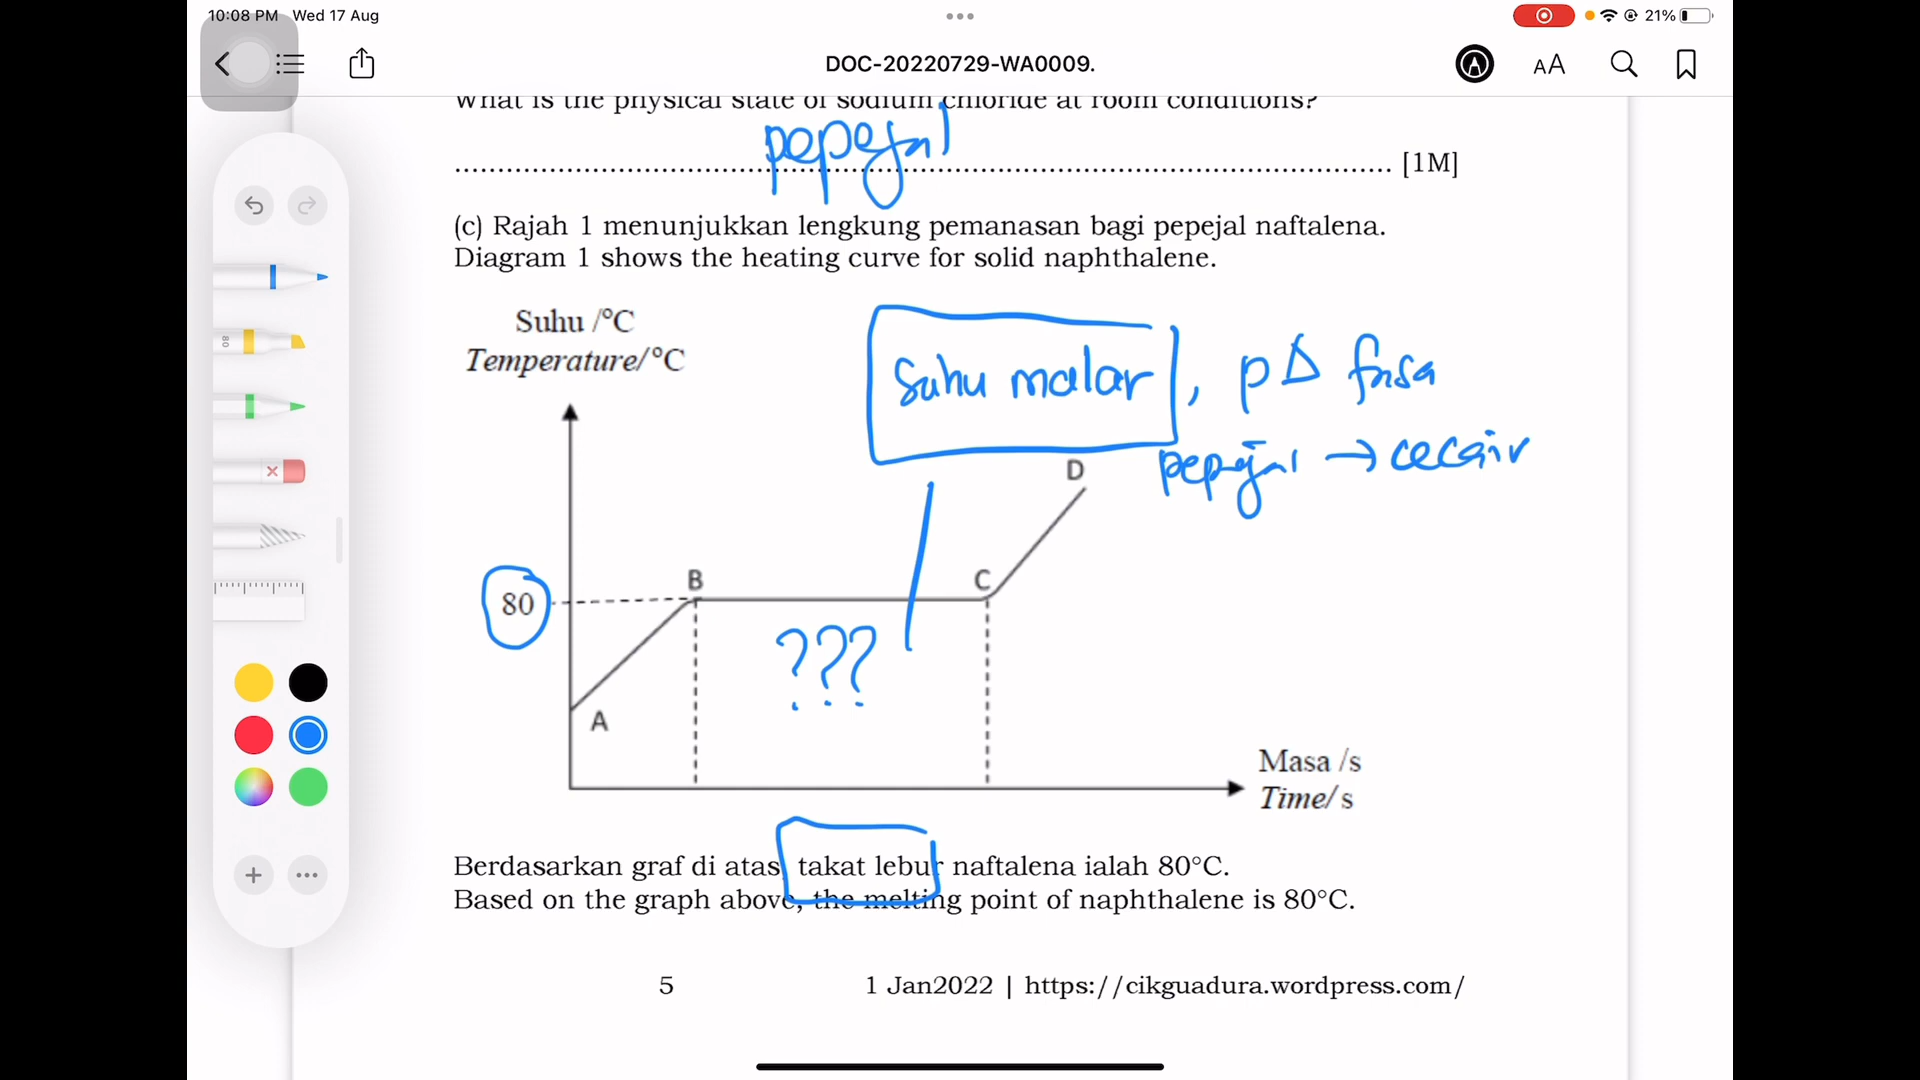 10:08 PM Wed 17 Aug
21%
DOC-20220729-WA0009.
AA
What is the physical state of sodium chloride at room conditions?
pepejal
.......................................................................................................... [1M]
(c) Rajah 1 menunjukkan lengkung pemanasan bagi pepejal naftalena.
Diagram 1 shows the heating curve for solid naphthalene.
Suhu /°C
Temperature/°C
Suhu malar, p Δ fasa
pepejal → cecair
D
B
C
80
80
???
A
Masa /s
Time/s
Berdasarkan graf di atas, takat lebur naftalena ialah 80°C.
Based on the graph above, the melting point of naphthalene is 80°C.
5
1 Jan2022 | https://cikguadura.wordpress.com/